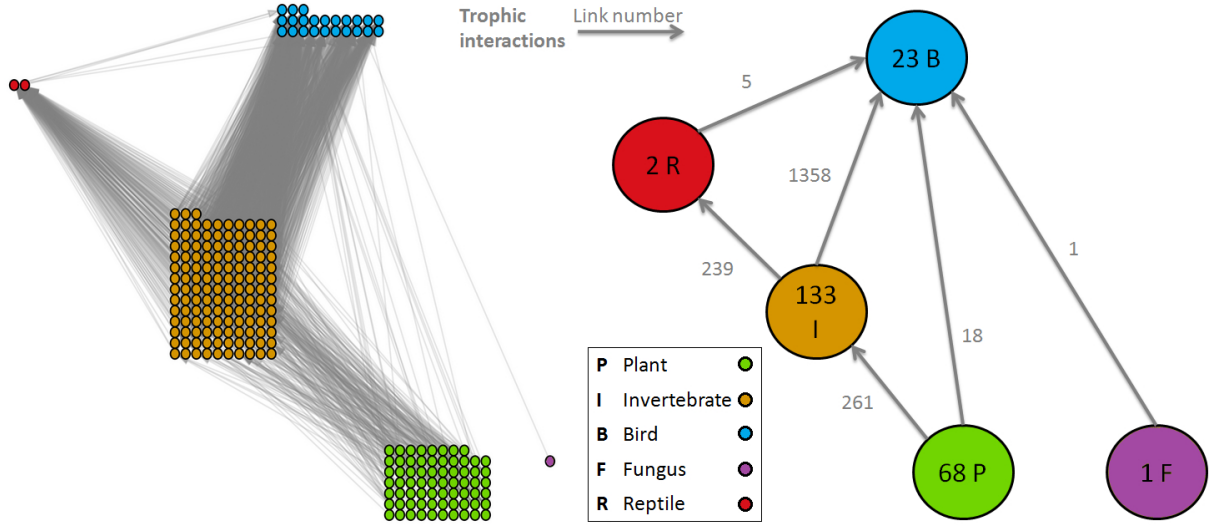 Trophic interactions
Link number
23 B
5
2 R
1358
1
239
133
I
18
261
P Plant
I Invertebrate
B Bird
F Fungus
R Reptile
68 P
1 F